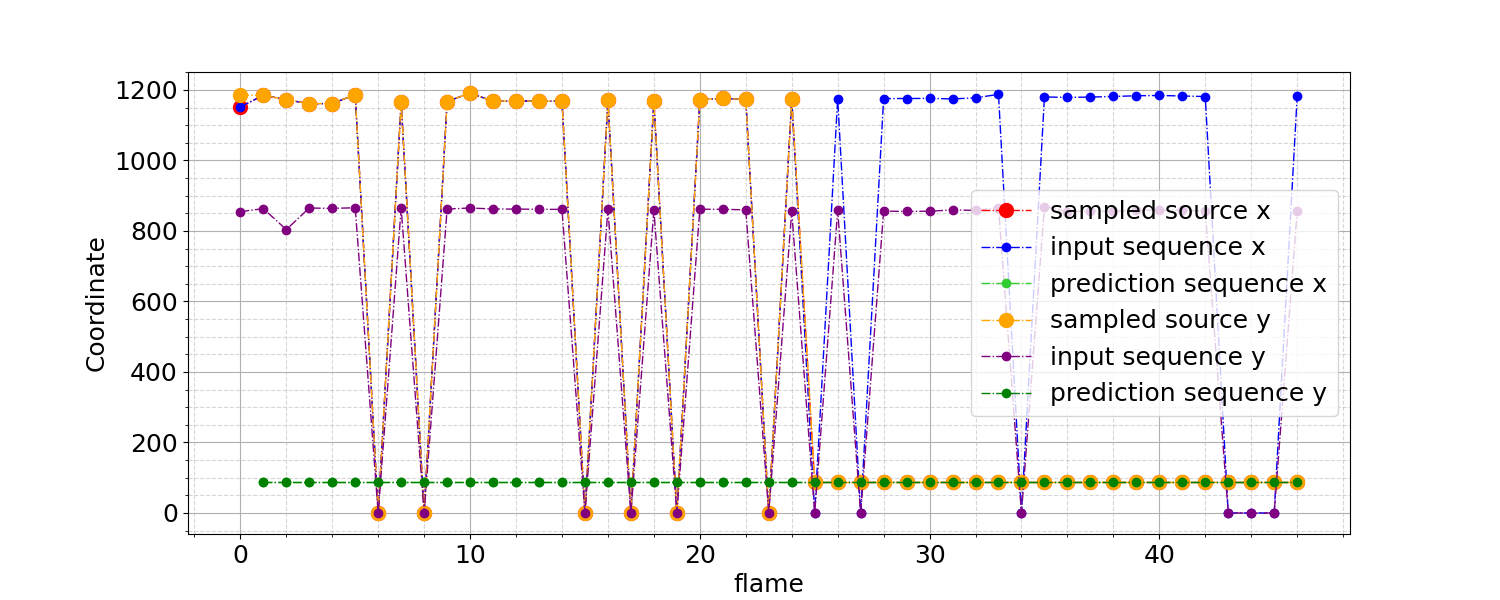 1200
1000
800
600
400
200
0
Coordinate
sampled source x
input sequence x
prediction sequence x
sampled source y
input sequence y
prediction sequence y
0 10 20 30 40
flame